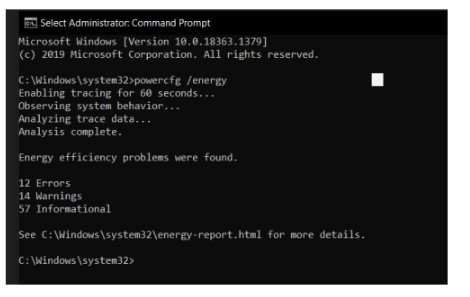 Select Administrator: Command Prompt
Microsoft Windows [Version 10.0.18363.1379]
(c) 2019 Microsoft Corporation. All rights reserved.
C:\Windows\system32>powercfg /energy
Enabling tracing for 60 seconds...
Observing system behavior...
Analyzing trace data...
Analysis complete.
Energy efficiency problems were found.
12 Errors
14 Warnings
57 Informational
See C:\Windows\system32\energy-report.html for more details.
C:\Windows\system32>